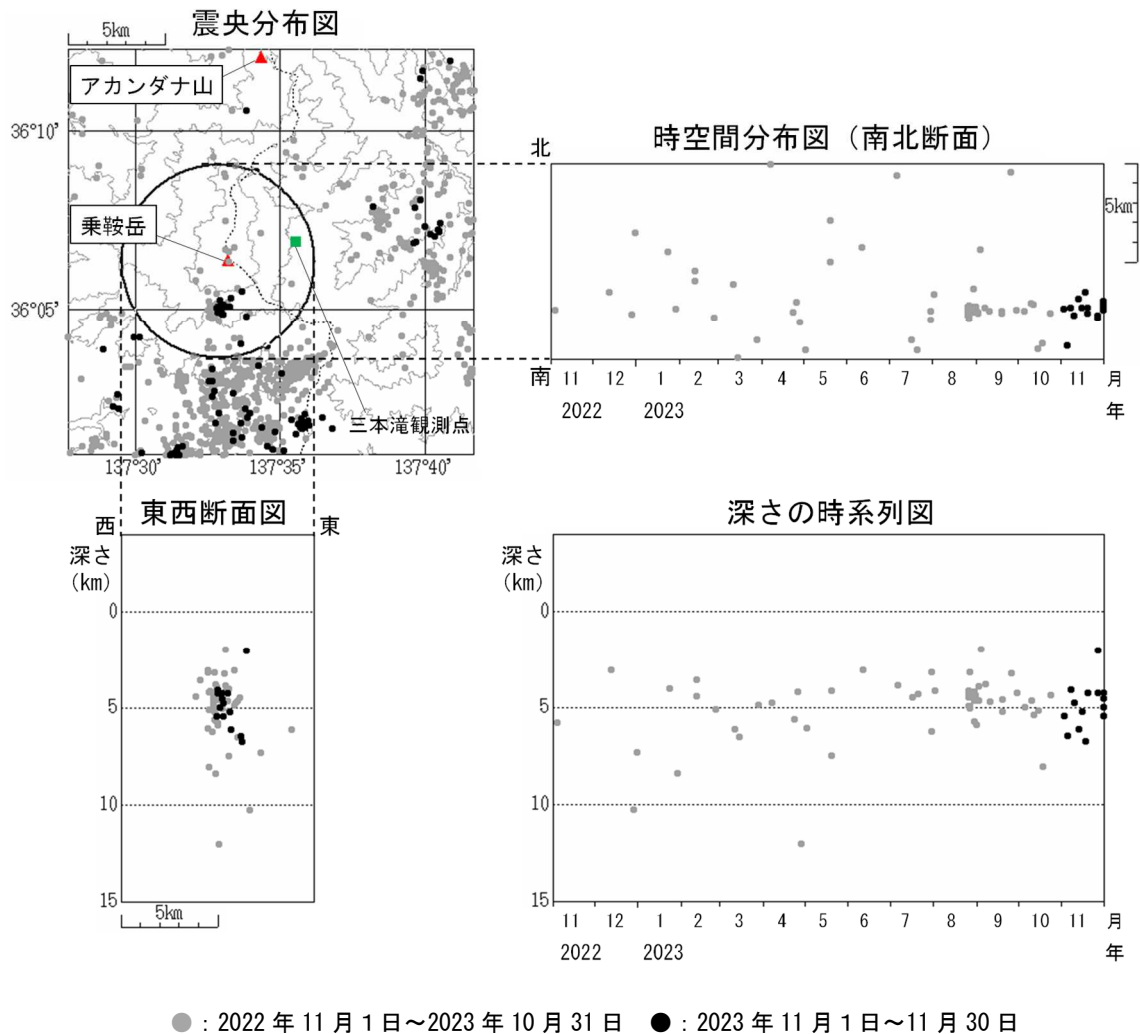 5km
震央分布図
アカンダナ山
36°10'
乗鞍岳
36°05'
三本滝観測点
137°30' 137°35' 137°40'
時空間分布図（南北断面）
北
5km
南
11 12 1 2 3 4 5 6 7 8 9 10 11 月
2022 2023 年
東西断面図
西 東
深さ
(km)
0
5
10
15
5km
深さの時系列図
深さ
(km)
0
5
10
15
11 12 1 2 3 4 5 6 7 8 9 10 11 月
2022 2023 年
●：2022 年 11 月 1 日～2023 年 10 月 31 日 ●：2023 年 11 月 1 日～11 月 30 日